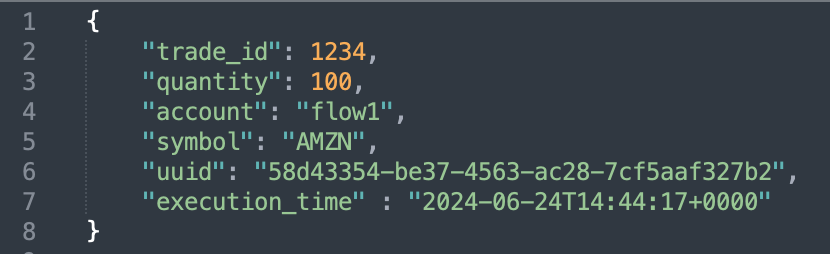 1 {
2 "trade_id": 1234,
3 "quantity": 100,
4 "account": "flow1",
5 "symbol": "AMZN",
6 "uuid": "58d43354-be37-4563-ac28-7cf5aaf327b2",
7 "execution_time" : "2024-06-24T14:44:17+0000"
8 }